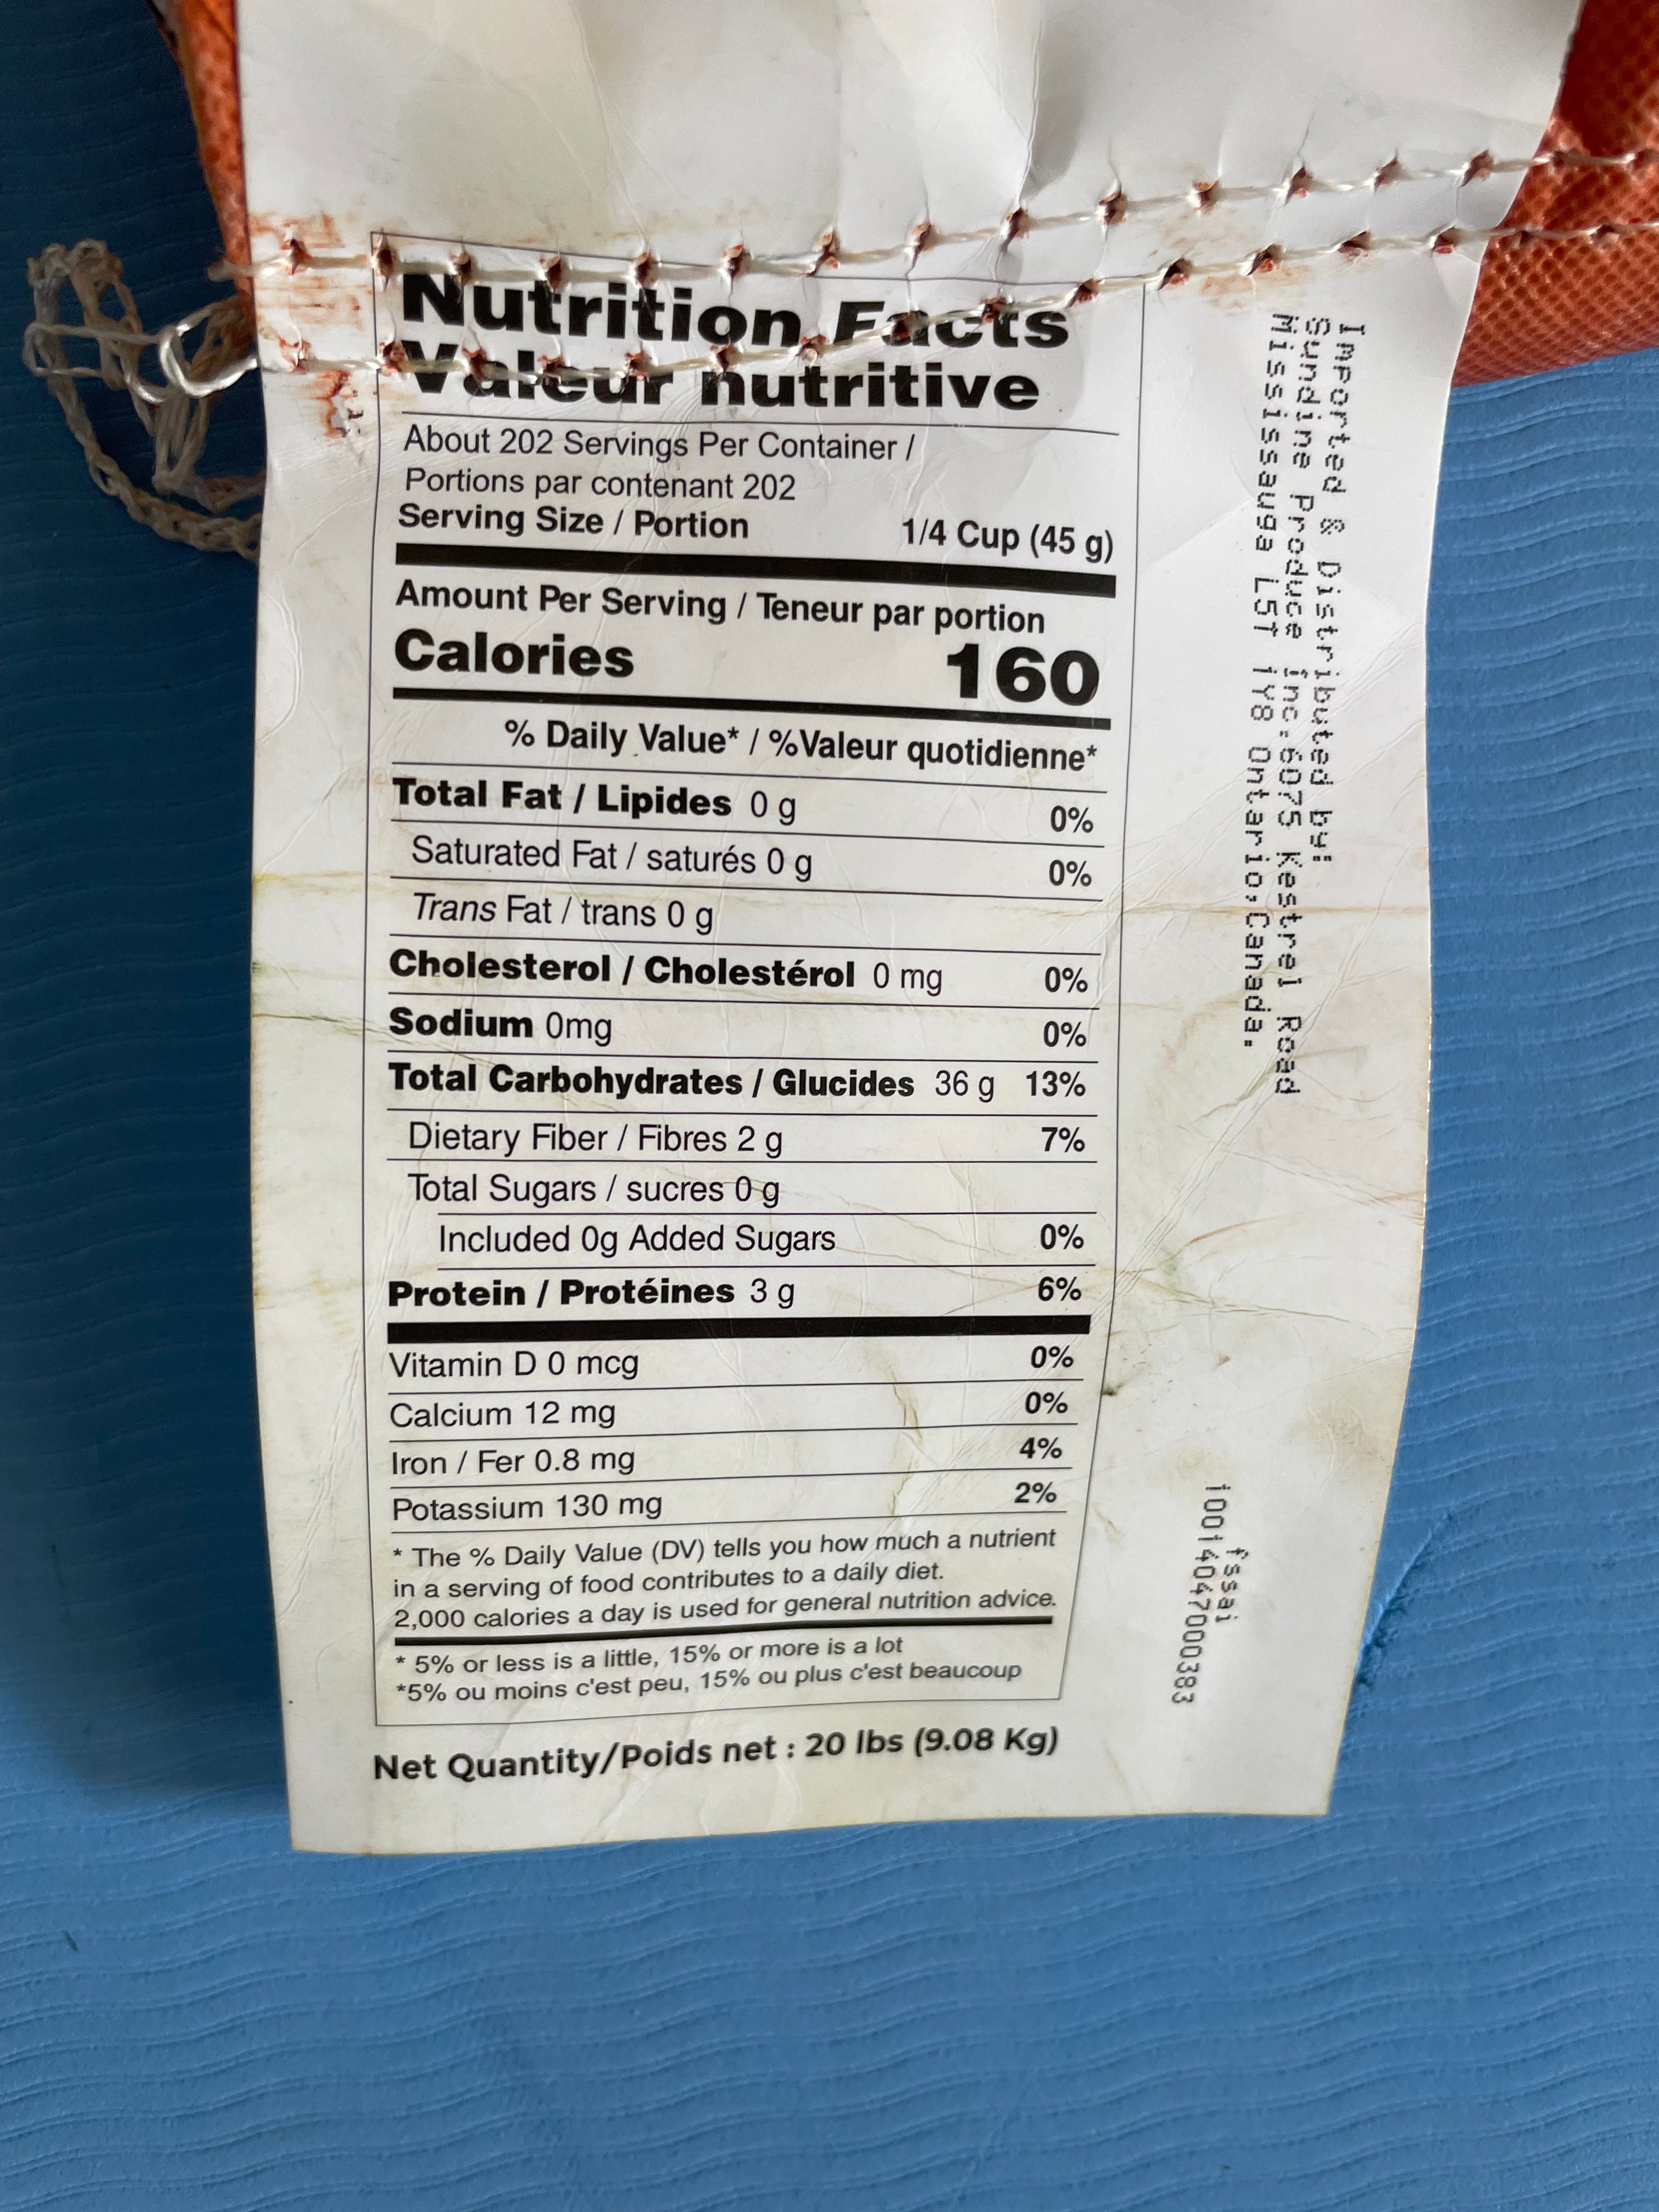 Nutrition Facts
Valeur nutritive
About 202 Servings Per Container /
Portions par contenant 202
Serving Size / Portion 1/4 Cup (45 g)
Amount Per Serving / Teneur par portion
Calories 160
% Daily Value* / %Valeur quotidienne*
Total Fat / Lipides 0 g 0%
Saturated Fat / saturés 0 g 0%
Trans Fat / trans 0 g
Cholesterol / Cholestérol 0 mg 0%
Sodium 0mg 0%
Total Carbohydrates / Glucides 36 g 13%
Dietary Fiber / Fibres 2 g 7%
Total Sugars / sucres 0 g
Included 0g Added Sugars 0%
Protein / Protéines 3 g 6%
Vitamin D 0 mcg 0%
Calcium 12 mg 0%
Iron / Fer 0.8 mg 4%
Potassium 130 mg 2%
* The % Daily Value (DV) tells you how much a nutrient
in a serving of food contributes to a daily diet.
2,000 calories a day is used for general nutrition advice.
* 5% or less is a little, 15% or more is a lot
*5% ou moins c'est peu, 15% ou plus c'est beaucoup
Net Quantity/Poids net : 20 lbs (9.08 Kg)
Imported & Distributed by:
Sundine Produce inc.6075 Kestrel Road
Mississauga L5T 1Y8 Ontario,Canada.
fssai
10014047000383